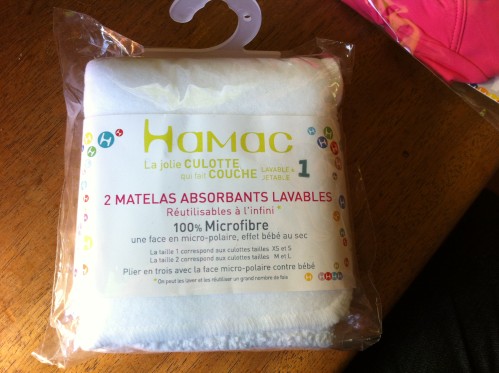 Hamac
La jolie CULOTTE
qui fait COUCHE LAVABLE &
JETABLE 1
2 MATELAS ABSORBANTS LAVABLES
Réutilisables à l'infini *
100% Microfibre
une face en micro-polaire, effet bébé au sec
La taille 1 correspond aux culottes tailles XS et S
La taille 2 correspond aux culottes tailles M et L
Plier en trois avec la face micro-polaire contre bébé
* On peut les laver et les réutiliser un grand nombre de fois